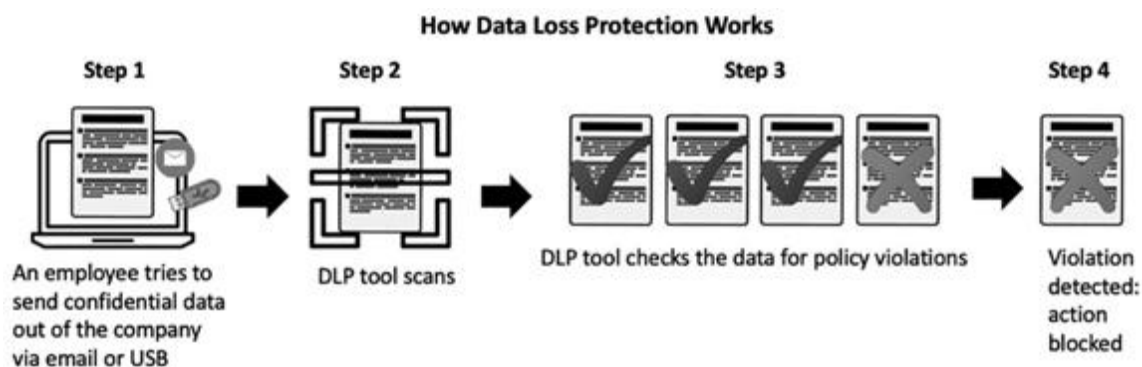 How Data Loss Protection Works
Step 1
Step 2
Step 3
Step 4
An employee tries to
send confidential data
out of the company
via email or USB
DLP tool scans
DLP tool checks the data for policy violations
Violation
detected:
action
blocked